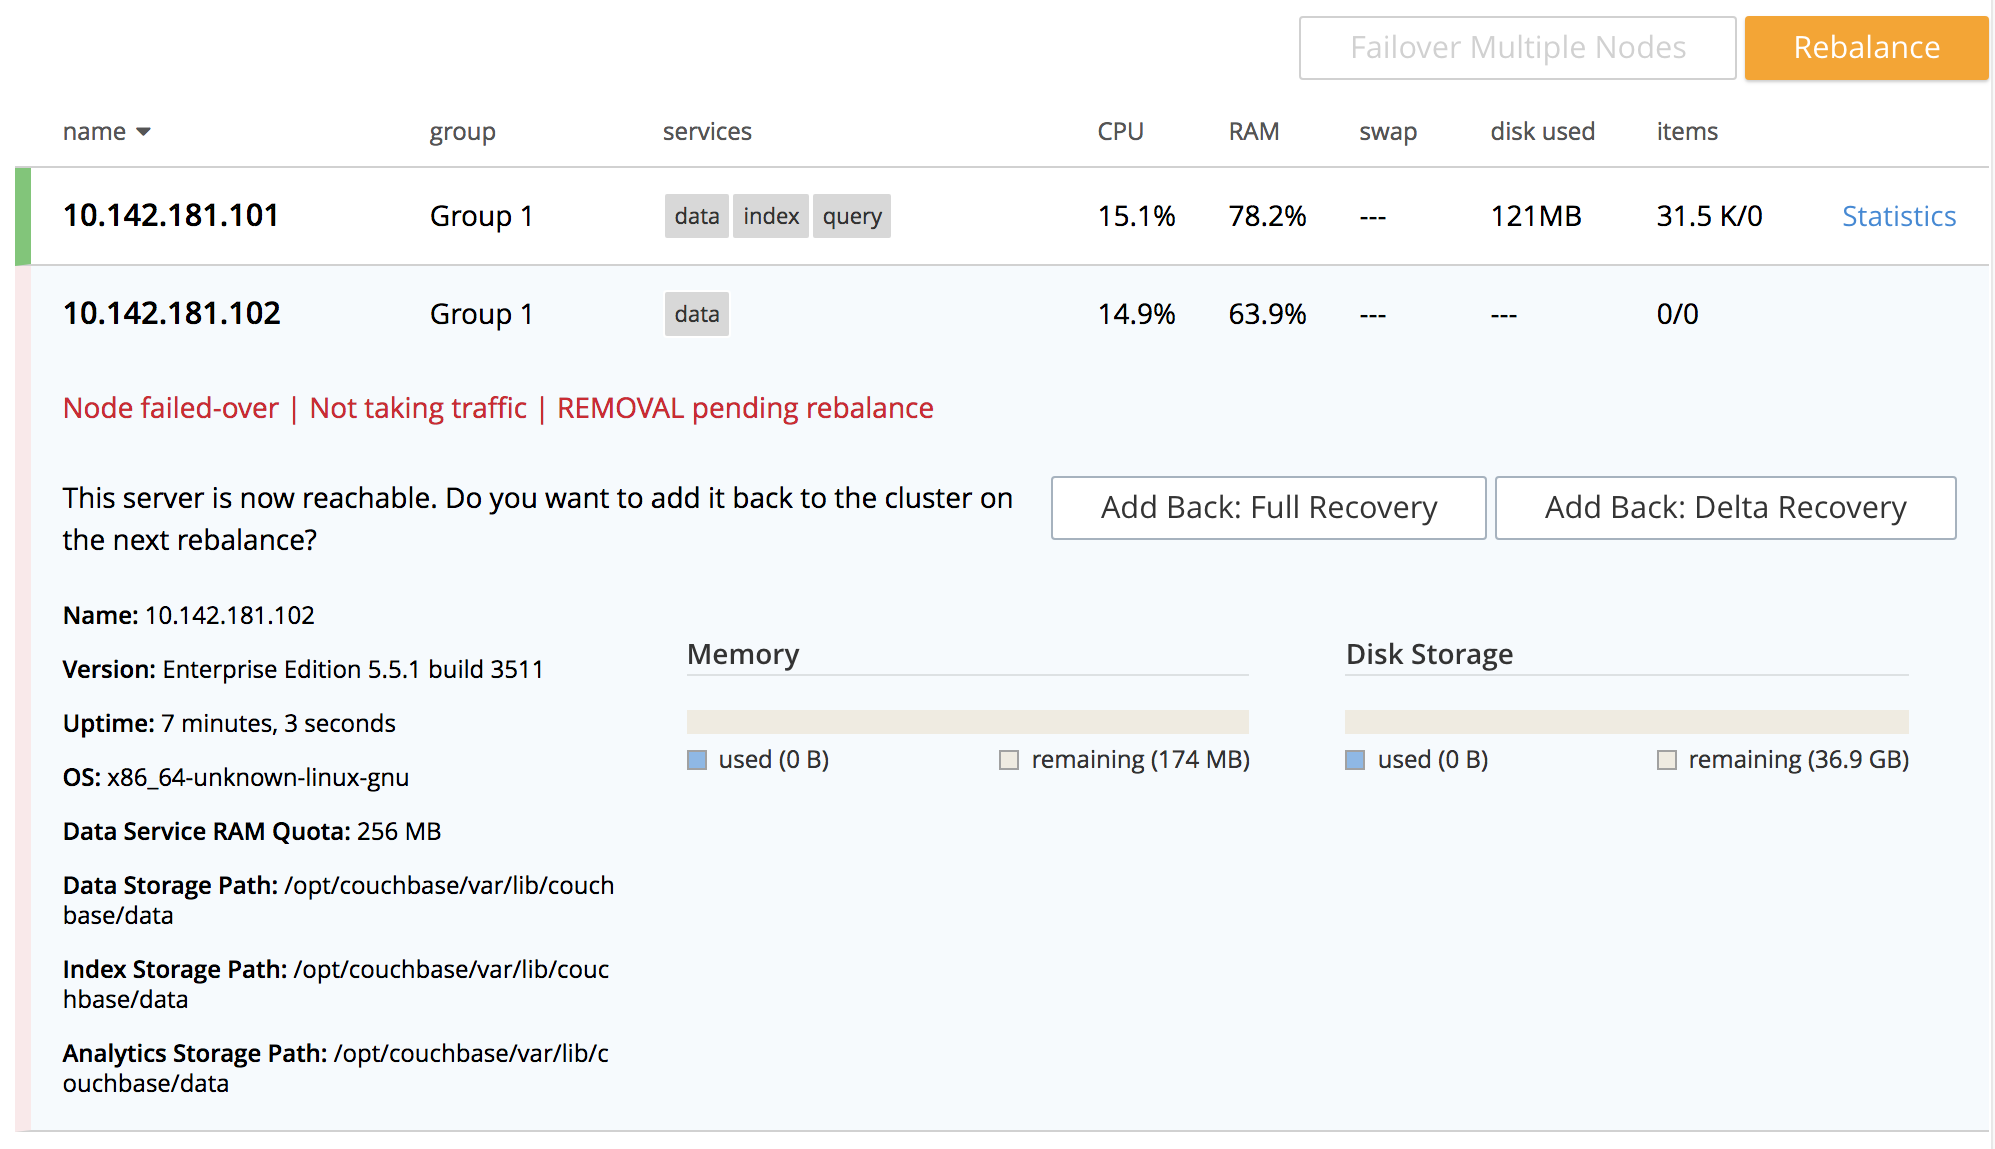 Failover Multiple Nodes Rebalance
name group services CPU RAM swap disk used items
10.142.181.101 Group 1 data index query 15.1% 78.2% --- 121MB 31.5 K/0 Statistics
10.142.181.102 Group 1 data 14.9% 63.9% --- --- 0/0
Node failed-over | Not taking traffic | REMOVAL pending rebalance
This server is now reachable. Do you want to add it back to the cluster on
the next rebalance?
Add Back: Full Recovery Add Back: Delta Recovery
Name: 10.142.181.102
Version: Enterprise Edition 5.5.1 build 3511
Uptime: 7 minutes, 3 seconds
OS: x86_64-unknown-linux-gnu
Data Service RAM Quota: 256 MB
Data Storage Path: /opt/couchbase/var/lib/couch
base/data
Index Storage Path: /opt/couchbase/var/lib/couc
hbase/data
Analytics Storage Path: /opt/couchbase/var/lib/c
ouchbase/data
Memory
used (0 B) remaining (174 MB)
Disk Storage
used (0 B) remaining (36.9 GB)